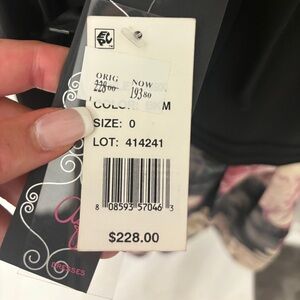 ORIG NOW
228.00 193.80
COLOR: M
SIZE: 0
LOT: 414241
8 08593 57046 3
$228.00
DRESSES